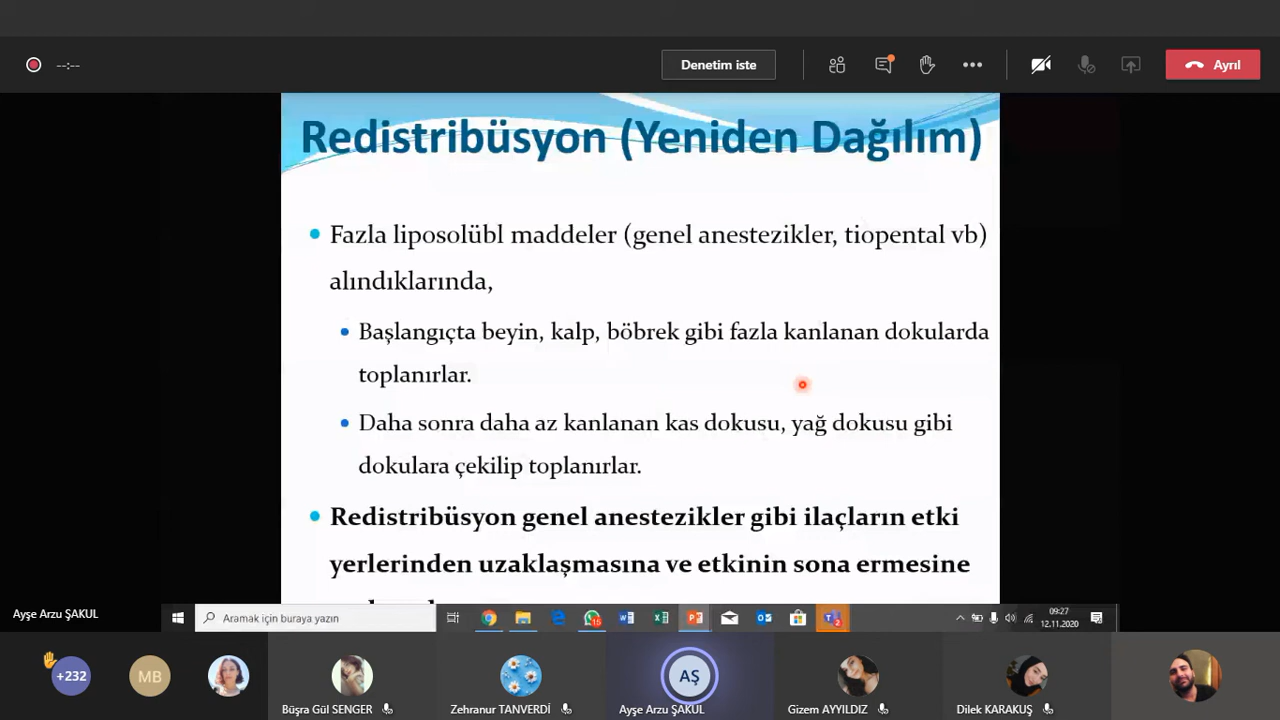 --:--
Denetim iste
Ayrıl
Redistribüsyon (Yeniden Dağılım)
Fazla liposolübl maddeler (genel anestezikler, tiopental vb)
alındıklarında,
Başlangıçta beyin, kalp, böbrek gibi fazla kanlanan dokularda
toplanırlar.
Daha sonra daha az kanlanan kas dokusu, yağ dokusu gibi
dokulara çekilip toplanırlar.
Redistribüsyon genel anestezikler gibi ilaçların etki
yerlerinden uzaklaşmasına ve etkinin sona ermesine
Ayşe Arzu ŞAKUL
Aramak için buraya yazın
09:27
12.11.2020
+232
MB
AŞ
Büşra Gül SENGER
Zehranur TANVERDİ
Ayşe Arzu ŞAKUL
Gizem AYYILDIZ
Dilek KARAKUŞ